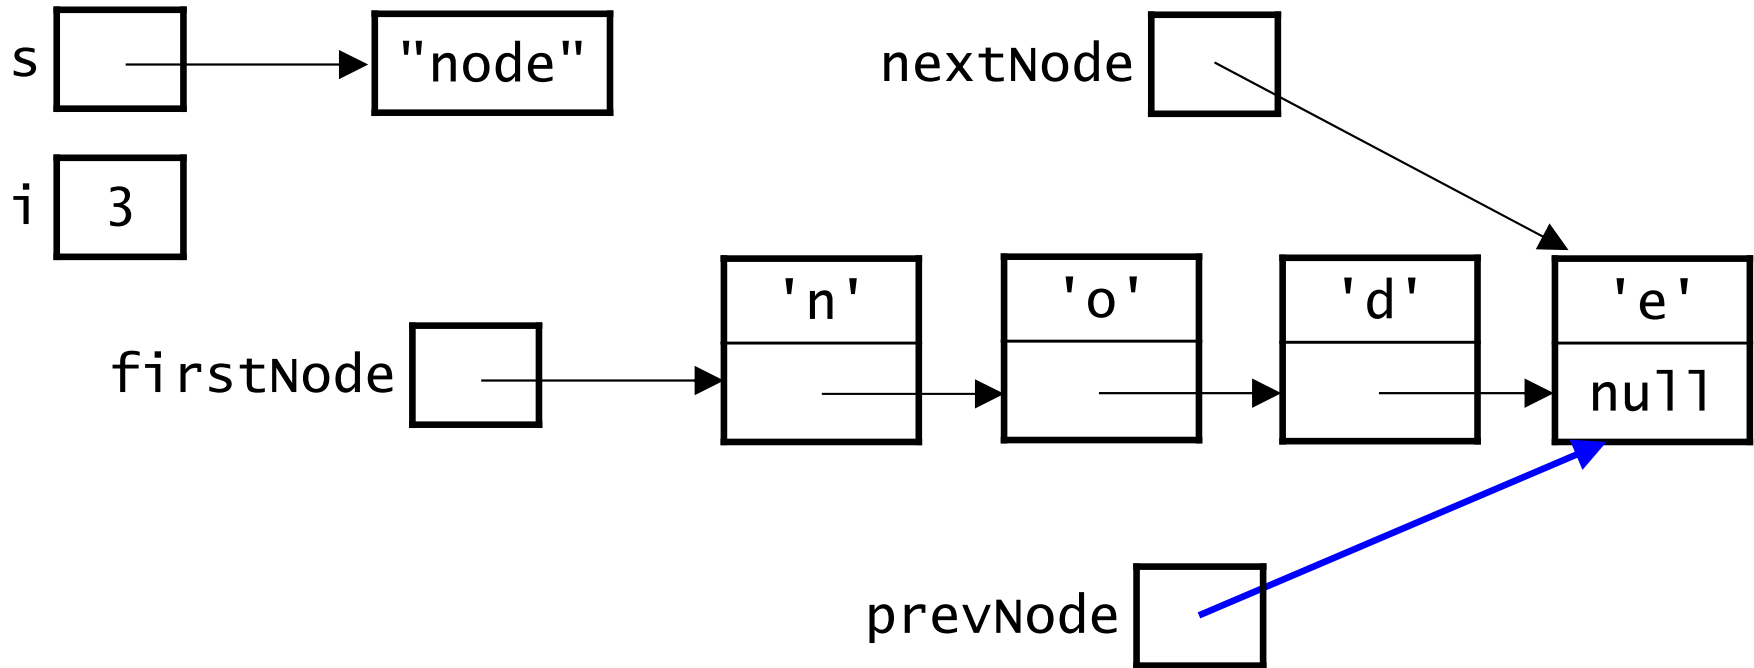 s "node" nextNode
i 3
'n' 'o' 'd' 'e'
firstNode null
prevNode